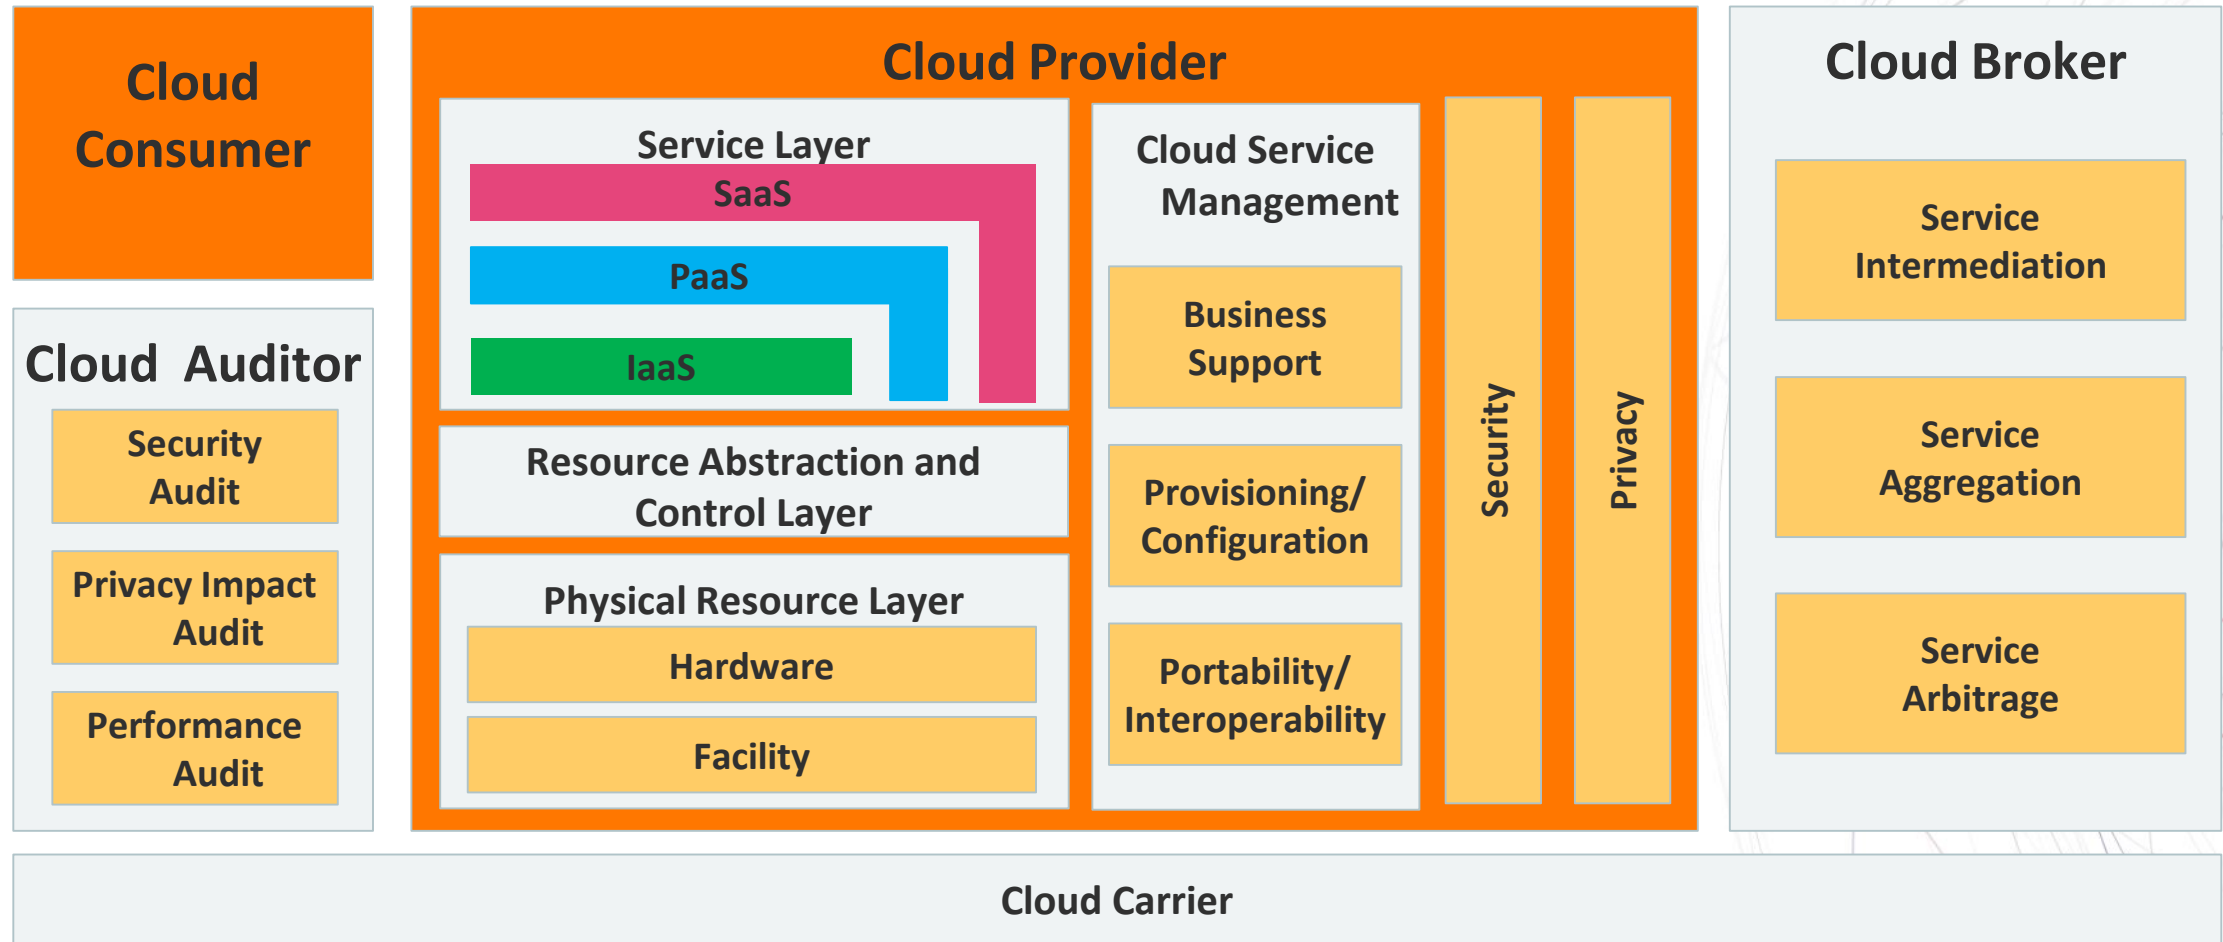 Cloud
Consumer
Cloud Auditor
Security
Audit
Privacy Impact
Audit
Performance
Audit
Cloud Provider
Service Layer
SaaS
PaaS
IaaS
Resource Abstraction and
Control Layer
Physical Resource Layer
Hardware
Facility
Cloud Service
Management
Business
Support
Provisioning/
Configuration
Portability/
Interoperability
Security
Privacy
Cloud Broker
Service
Intermediation
Service
Aggregation
Service
Arbitrage
Cloud Carrier